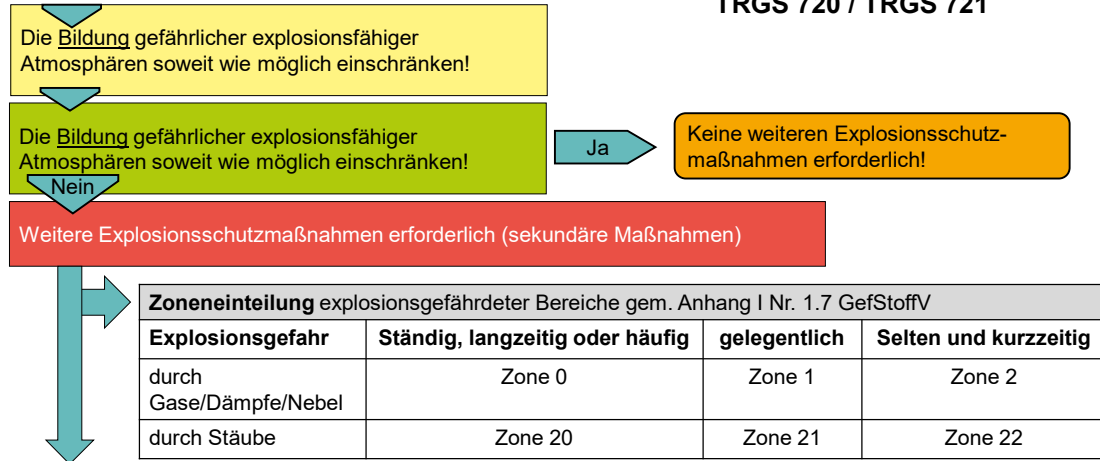 TRGS 720 / TRGS 721
Die Bildung gefährlicher explosionsfähiger
Atmosphären soweit wie möglich einschränken!
Die Bildung gefährlicher explosionsfähiger
Atmosphären soweit wie möglich einschränken!
Ja
Keine weiteren Explosionsschutz-
maßnahmen erforderlich!
Nein
Weitere Explosionsschutzmaßnahmen erforderlich (sekundäre Maßnahmen)
Zoneneinteilung explosionsgefährdeter Bereiche gem. Anhang I Nr. 1.7 GefStoffV
Explosionsgefahr Ständig, langzeitig oder häufig gelegentlich Selten und kurzzeitig
durch
Gase/Dämpfe/Nebel Zone 0 Zone 1 Zone 2
durch Stäube Zone 20 Zone 21 Zone 22